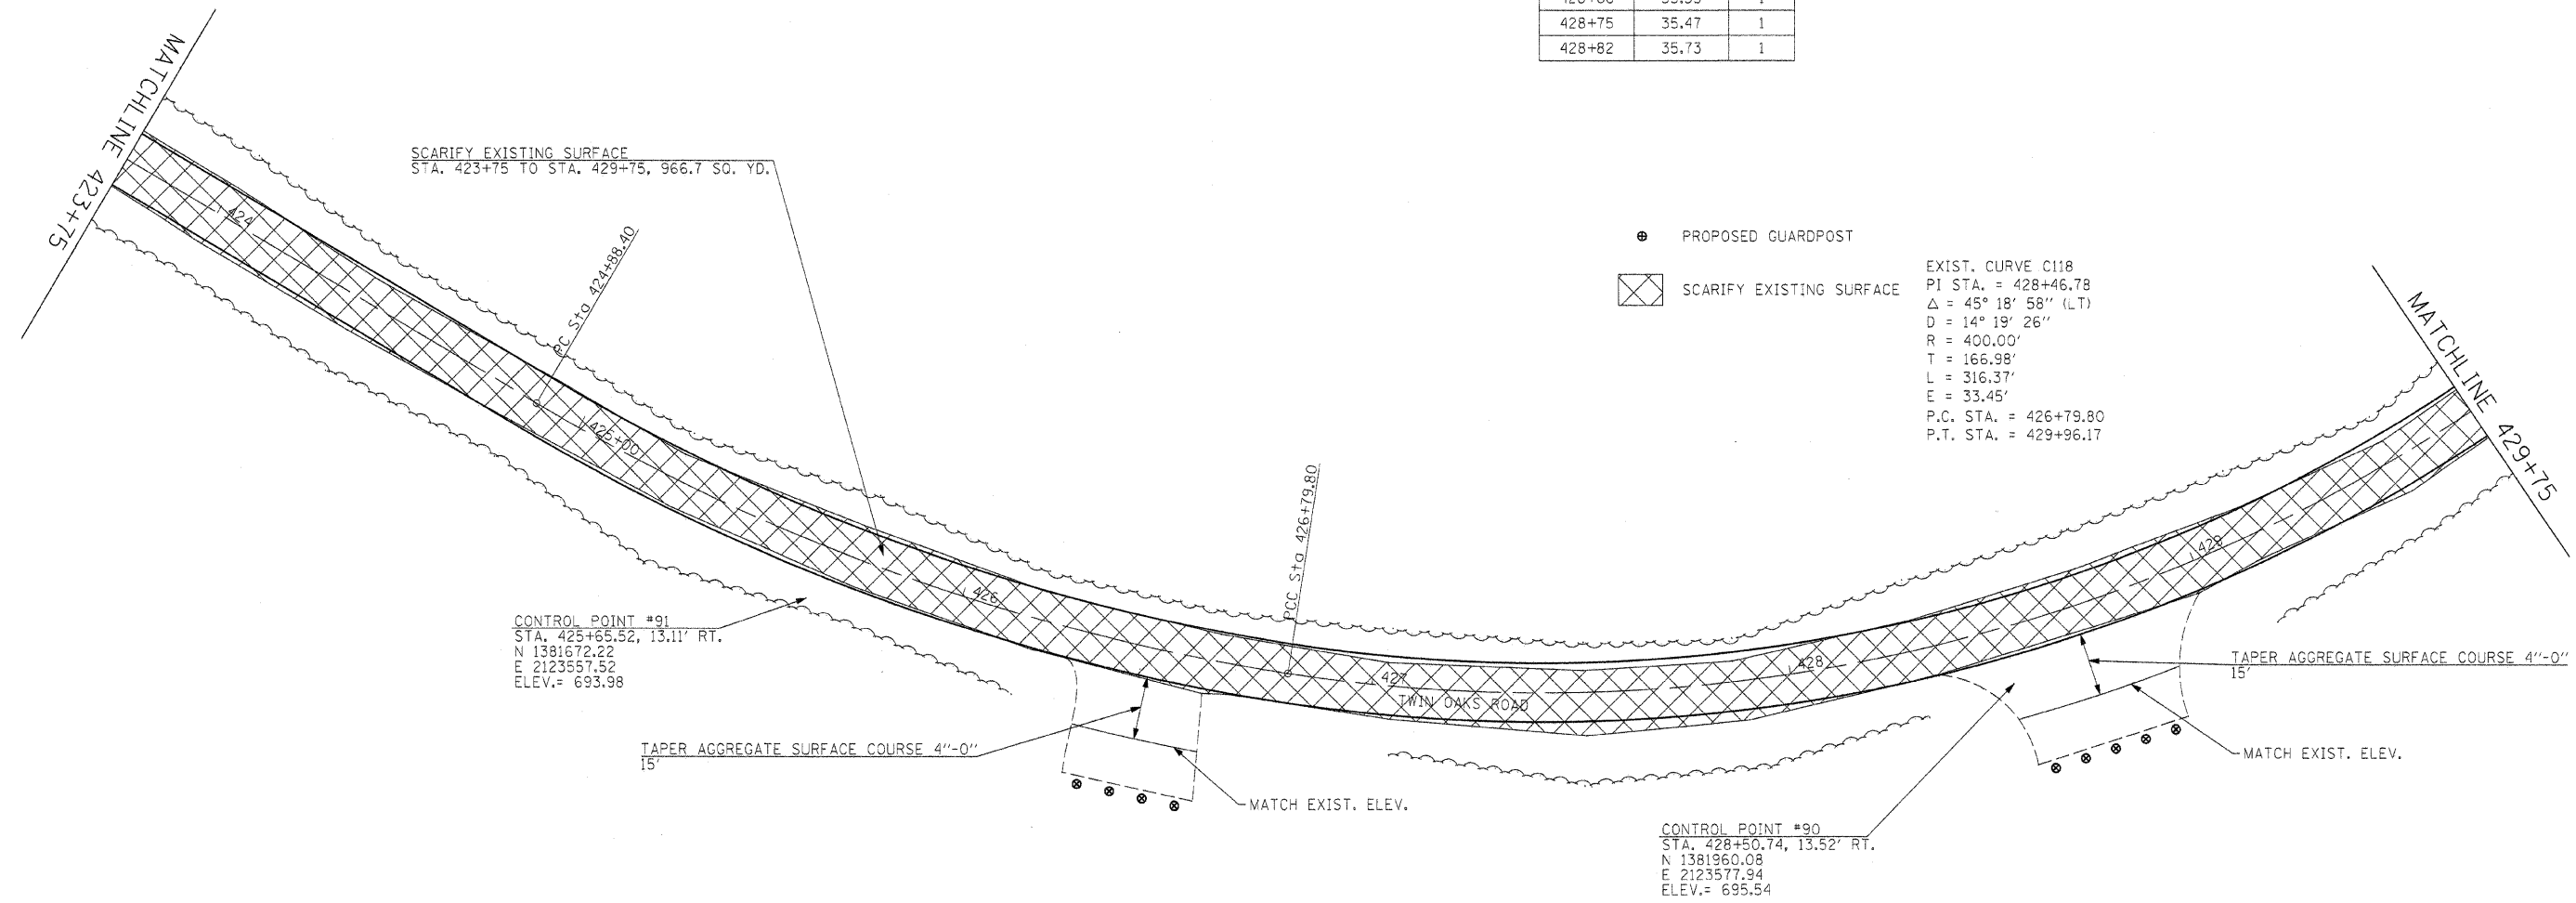 428+75 35.47 1
428+82 35.73 1
MATCHLINE 423+75
SCARIFY EXISTING SURFACE
STA. 423+75 TO STA. 429+75, 966.7 SQ. YD.
424
PC Sta 424+88.40
425+00
426
PCC Sta 426+79.80
427
TWIN OAKS ROAD
428
PROPOSED GUARDPOST
SCARIFY EXISTING SURFACE
EXIST. CURVE C118
PI STA. = 428+46.78
Δ = 45° 18' 58" (LT)
D = 14° 19' 26"
R = 400.00'
T = 166.98'
L = 316.37'
E = 33.45'
P.C. STA. = 426+79.80
P.T. STA. = 429+96.17
MATCHLINE 429+75
CONTROL POINT #91
STA. 425+65.52, 13.11' RT.
N 1381672.22
E 2123557.52
ELEV.= 693.98
TAPER AGGREGATE SURFACE COURSE 4"-0"
15'
MATCH EXIST. ELEV.
TAPER AGGREGATE SURFACE COURSE 4"-0"
15'
MATCH EXIST. ELEV.
CONTROL POINT #90
STA. 428+50.74, 13.52' RT.
N 1381960.08
E 2123577.94
ELEV.= 695.54